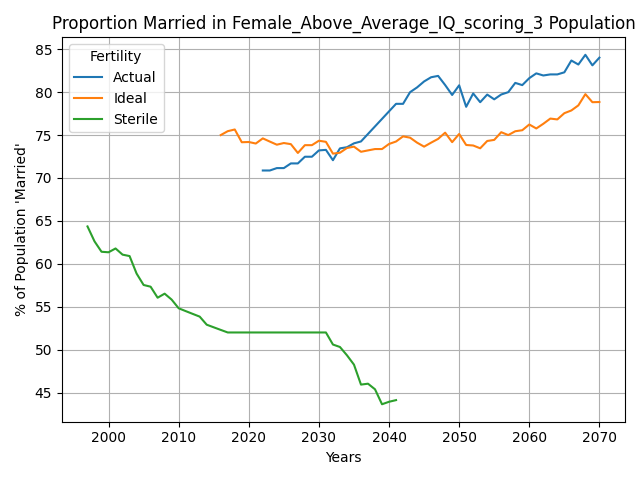 Proportion Married in Female_Above_Average_IQ_scoring_3 Population
Fertility
Actual
Ideal
Sterile
% of Population 'Married'
85
80
75
70
65
60
55
50
45
2000
2010
2020
2030
2040
2050
2060
2070
Years